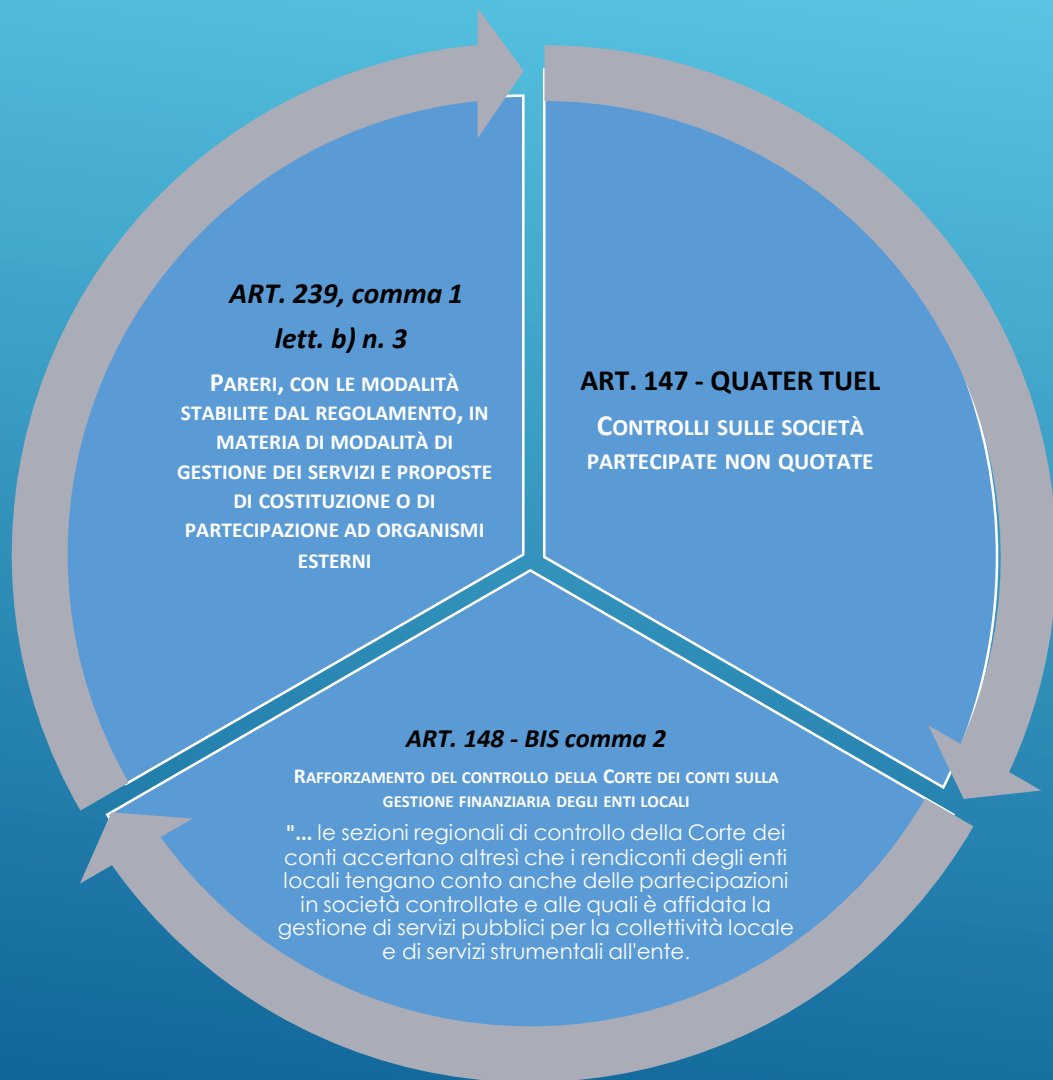 ART. 239, comma 1
lett. b) n. 3
PARERI, CON LE MODALITÀ
STABILITE DAL REGOLAMENTO, IN
MATERIA DI MODALITÀ DI
GESTIONE DEI SERVIZI E PROPOSTE
DI COSTITUZIONE O DI
PARTECIPAZIONE AD ORGANISMI
ESTERNI
ART. 147 - QUATER TUEL
CONTROLLI SULLE SOCIETÀ
PARTECIPATE NON QUOTATE
ART. 148 - BIS comma 2
RAFFORZAMENTO DEL CONTROLLO DELLA CORTE DEI CONTI SULLA
GESTIONE FINANZIARIA DEGLI ENTI LOCALI
"... le sezioni regionali di controllo della Corte dei
conti accertano altresì che i rendiconti degli enti
locali tengano conto anche delle partecipazioni
in società controllate e alle quali è affidata la
gestione di servizi pubblici per la collettività locale
e di servizi strumentali all'ente.